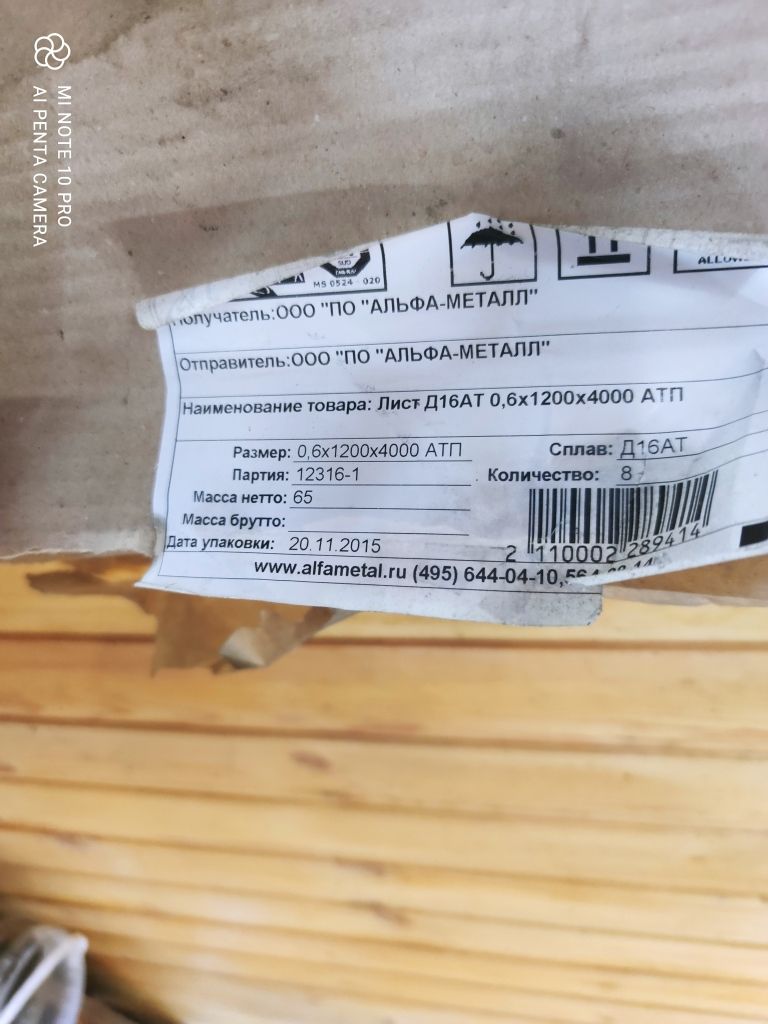 MI NOTE 10 PRO
AI PENTA CAMERA
MS 0524 - 020
Получатель:ООО "ПО "АЛЬФА-МЕТАЛЛ"
Отправитель:ООО "ПО "АЛЬФА-МЕТАЛЛ"
Наименование товара: Лист Д16АТ 0,6x1200x4000 АТП
Размер: 0,6x1200x4000 АТП Сплав: Д16АТ
Партия: 12316-1 Количество: 8
Масса нетто: 65
Масса брутто:
Дата упаковки: 20.11.2015 2 110002 289414
www.alfametal.ru (495) 644-04-10,